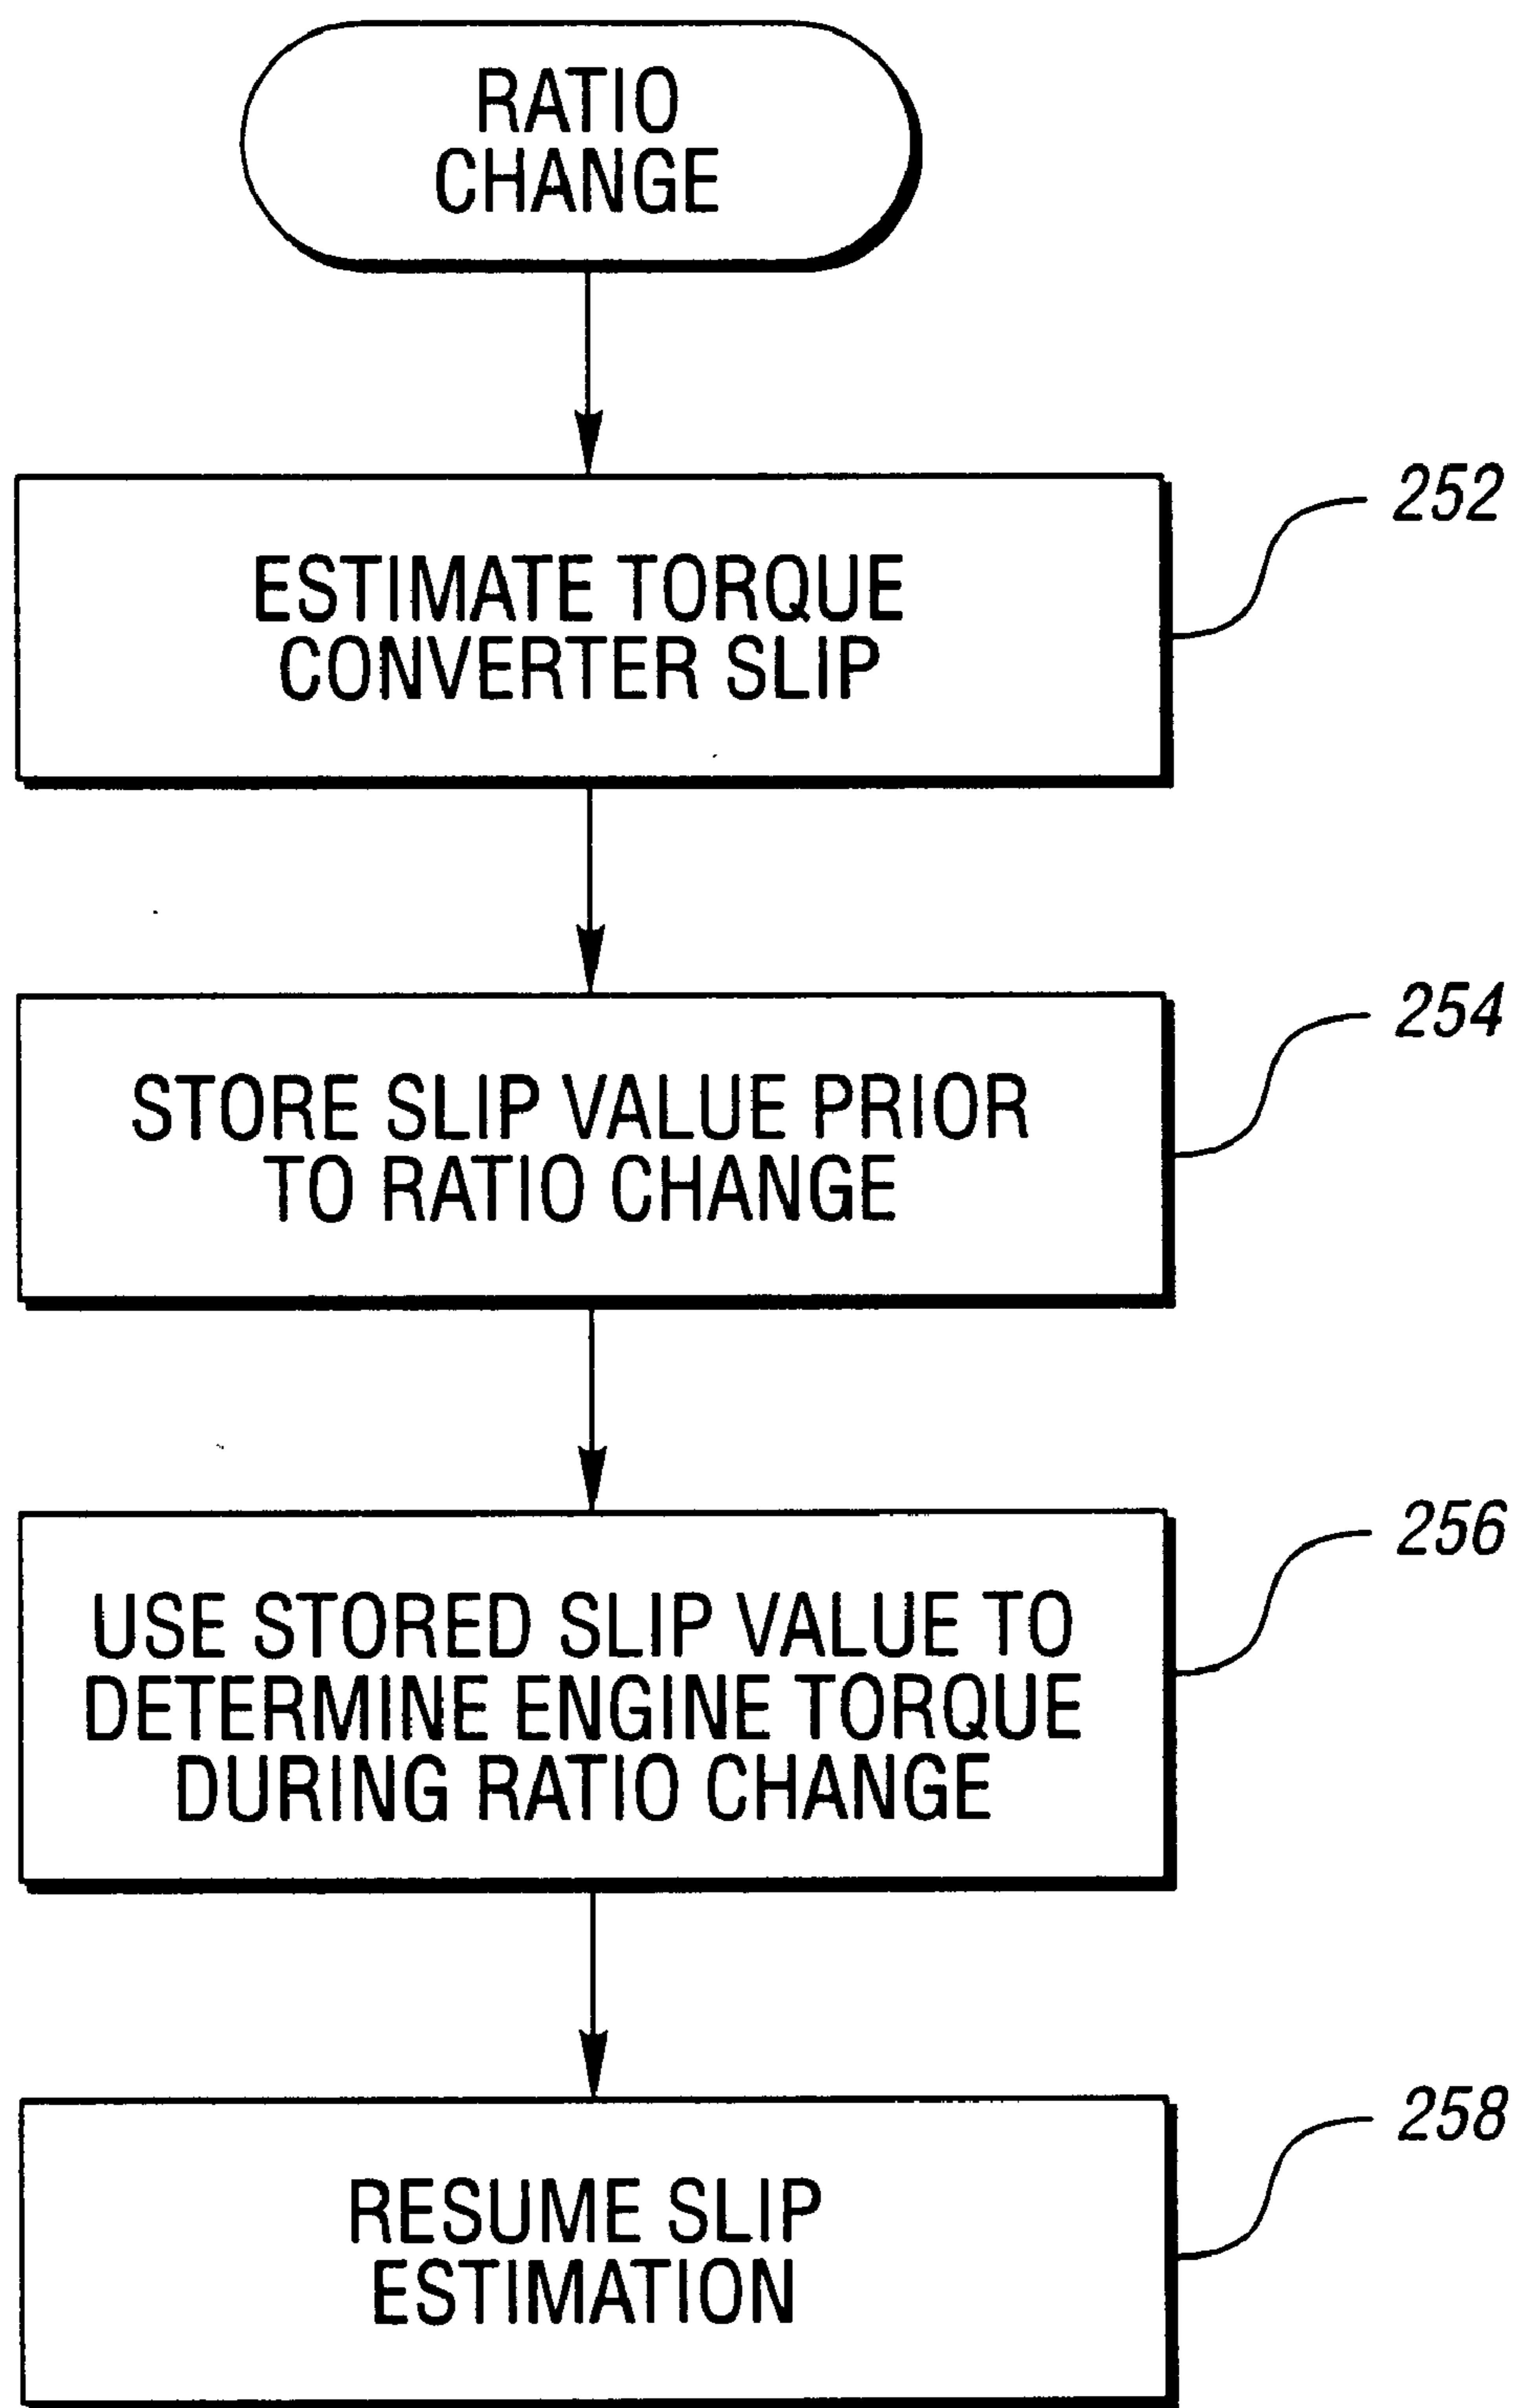 RATIO
CHANGE
252
ESTIMATE TORQUE
CONVERTER SLIP
254
STORE SLIP VALUE PRIOR
TO RATIO CHANGE
256
USE STORED SLIP VALUE TO
DETERMINE ENGINE TORQUE
DURING RATIO CHANGE
258
RESUME SLIP
ESTIMATION